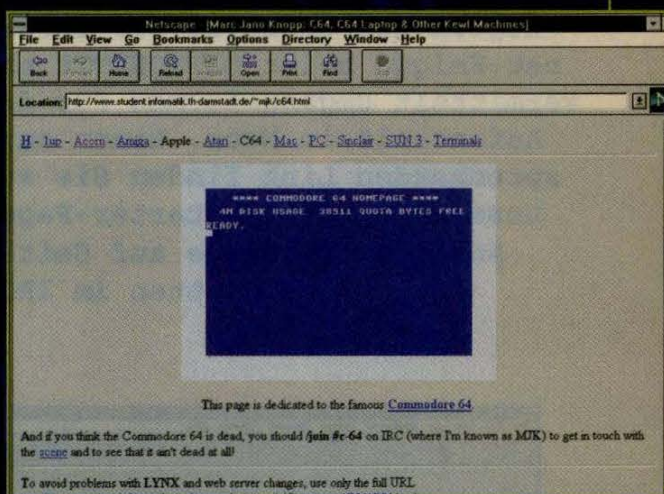 Netscape - [Marc-Jano Knopp: C64, C64 Laptop & Other Kewl Machines]
File Edit View Go Bookmarks Options Directory Window Help
Back Home Reload Open Print Find
Location: http://www.student.informatik.th-darmstadt.de/~mjk/c64.html
H - 1up - Acorn - Amiga - Apple - Atari - C64 - Mac - PC - Sinclair - SUN 3 - Terminals
**** COMMODORE 64 HOMEPAGE ****
4M DISK USAGE 38511 QUOTA BYTES FREE
READY.
This page is dedicated to the famous Commodore 64.
And if you think the Commodore 64 is dead, you should /join #c-64 on IRC (where I'm known as MJK) to get in touch with
the scene and to see that it ain't dead at all!
To avoid problems with LYNX and web server changes, use only the full URL